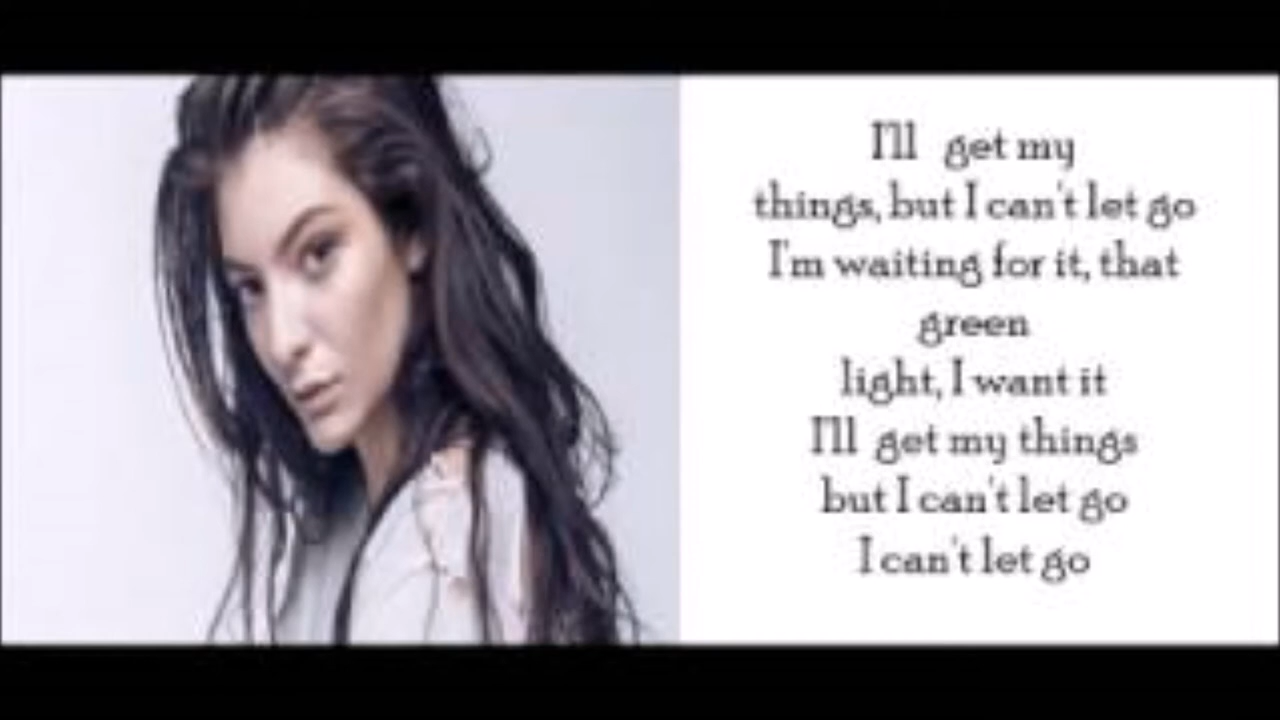 I'll get my
things, but I can't let go
I'm waiting for it, that
green
light, I want it
I'll get my things
but I can't let go
I can't let go